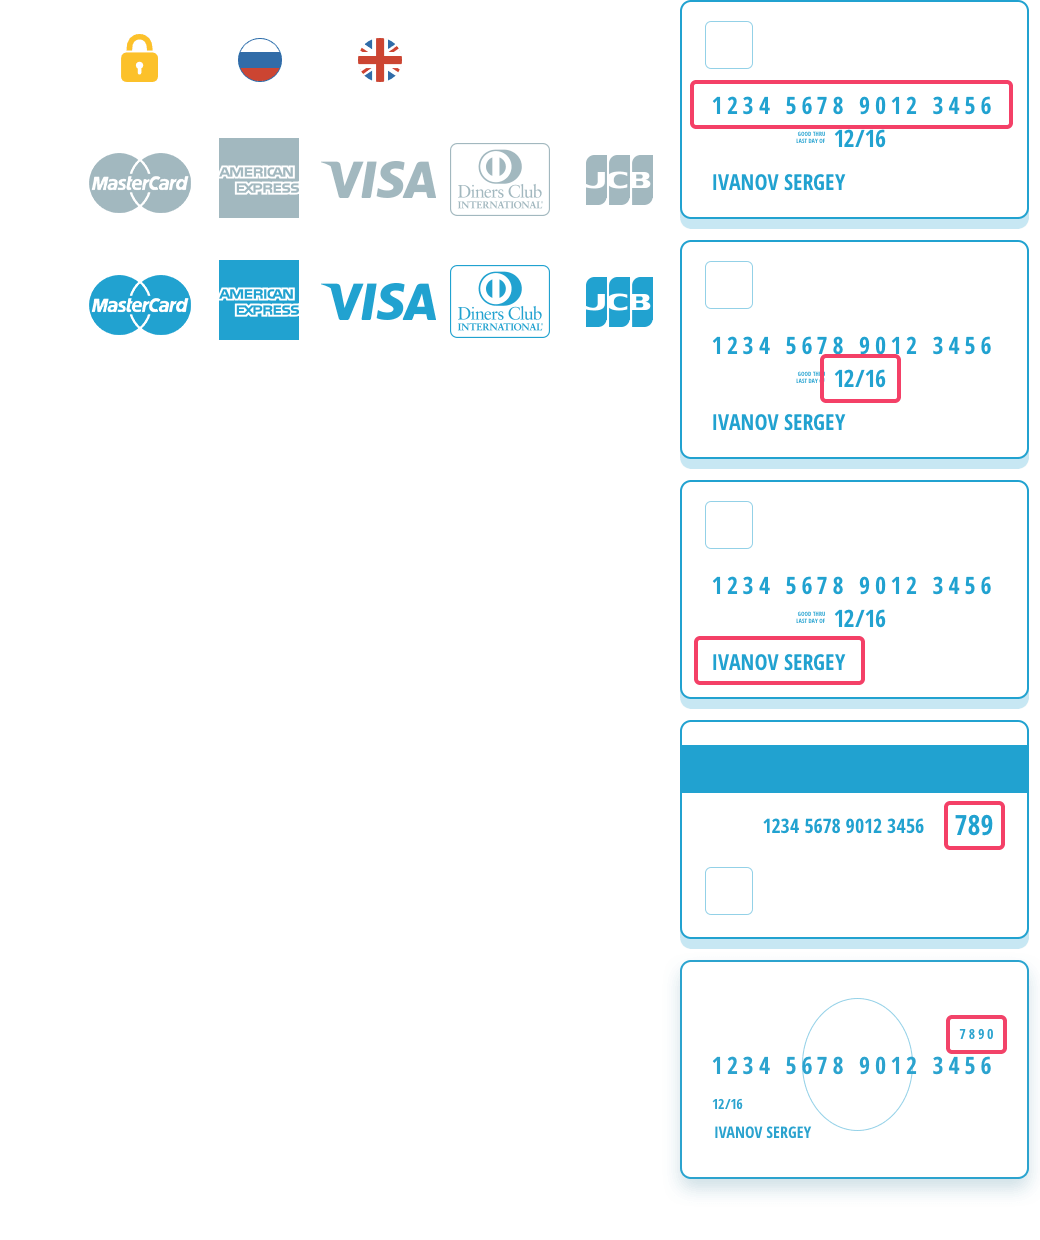 MasterCard
AMERICAN
EXPRESS
VISA
Diners Club
INTERNATIONAL®
JCB
MasterCard
AMERICAN
EXPRESS
VISA
Diners Club
INTERNATIONAL®
JCB
1234 5678 9012 3456
GOOD THRU
LAST DAY OF
12/16
IVANOV SERGEY
1234 5678 9012 3456
GOOD THRU
LAST DAY OF
12/16
IVANOV SERGEY
1234 5678 9012 3456
GOOD THRU
LAST DAY OF
12/16
IVANOV SERGEY
1234 5678 9012 3456 789
7890
1234 5678 9012 3456
12/16
IVANOV SERGEY